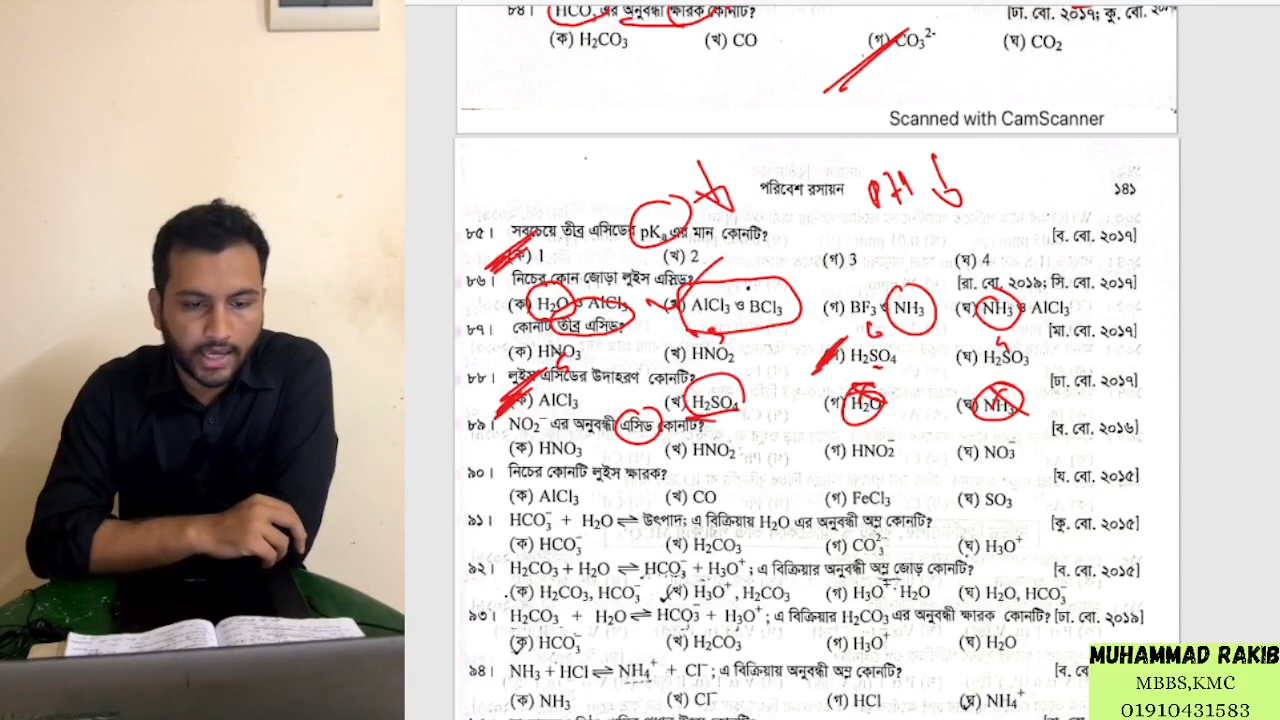 ৮৪। HCO₃ এর অনুবন্ধী ক্ষারক কোনটি? [ঢা. বো. ২০১৭; কু. বো.
(ক) H₂CO₃ (খ) CO (গ) CO₃²⁻ (ঘ) CO₂
Scanned with CamScanner
পরিবেশ রসায়ন pH ১৪১
৮৫। সবচেয়ে তীব্র এসিডের pKₐ এর মান কোনটি? [ব. বো. ২০১৭]
(ক) 1 (খ) 2 (গ) 3 (ঘ) 4
৮৬। নিচের কোন জোড়া লুইস এসিড? [রা. বো. ২০১৯; সি. বো. ২০১৭]
(ক) H₂O ও AlCl₃ (খ) AlCl₃ ও BCl₃ (গ) BF₃ ও NH₃ (ঘ) NH₃ ও AlCl₃
৮৭। কোনটি তীব্র এসিড? [মা. বো. ২০১৭]
(ক) HNO₃ (খ) HNO₂ (গ) H₂SO₄ (ঘ) H₂SO₃
৮৮। লুইস এসিডের উদাহরণ কোনটি? [ঢা. বো. ২০১৭]
(ক) AlCl₃ (খ) H₂SO₄ (গ) H₂O (ঘ) NH₃
৮৯। NO₂⁻ এর অনুবন্ধী এসিড কোনটি? [ব. বো. ২০১৬]
(ক) HNO₃ (খ) HNO₂ (গ) HNO₂⁻ (ঘ) NO₃⁻
৯০। নিচের কোনটি লুইস ক্ষারক? [য. বো. ২০১৫]
(ক) AlCl₃ (খ) CO (গ) FeCl₃ (ঘ) SO₃
৯১। HCO₃⁻ + H₂O ⇌ উৎপাদ; এ বিক্রিয়ায় H₂O এর অনুবন্ধী অম্ল কোনটি? [কু. বো. ২০১৫]
(ক) HCO₃⁻ (খ) H₂CO₃ (গ) CO₃²⁻ (ঘ) H₃O⁺
৯২। H₂CO₃ + H₂O ⇌ HCO₃⁻ + H₃O⁺; এ বিক্রিয়ার অনুবন্ধী অম্ল জোড় কোনটি? [ব. বো. ২০১৫]
(ক) H₂CO₃, HCO₃⁻ (খ) H₃O⁺, H₂CO₃ (গ) H₃O⁺ H₂O (ঘ) H₂O, HCO₃⁻
৯৩। H₂CO₃ + H₂O ⇌ HCO₃⁻ + H₃O⁺; এ বিক্রিয়ার H₂CO₃ এর অনুবন্ধী ক্ষারক কোনটি? [ঢা. বো. ২০১৯]
(ক) HCO₃⁻ (খ) H₂CO₃ (গ) H₃O⁺ (ঘ) H₂O
৯৪। NH₃ + HCl ⇌ NH₄⁺ + Cl⁻; এ বিক্রিয়ায় অনুবন্ধী অম্ল কোনটি? [ব. বে
(ক) NH₃ (খ) Cl⁻ (গ) HCl (ঘ) NH₄⁺
MUHAMMAD RAKIB
MBBS,KMC
01910431583